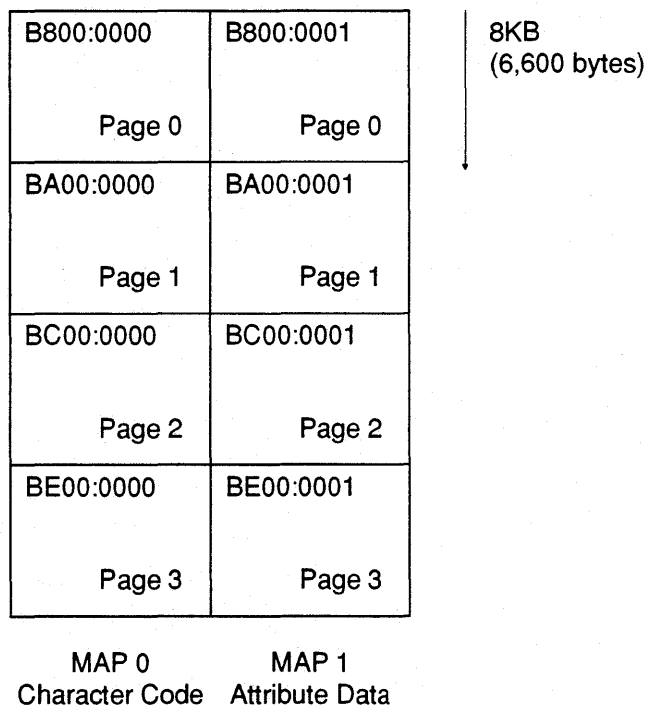 B800:0000 B800:0001 8KB
(6,600 bytes)
Page 0 Page 0
BA00:0000 BA00:0001
Page 1 Page 1
BC00:0000 BC00:0001
Page 2 Page 2
BE00:0000 BE00:0001
Page 3 Page 3
MAP 0 MAP 1
Character Code Attribute Data